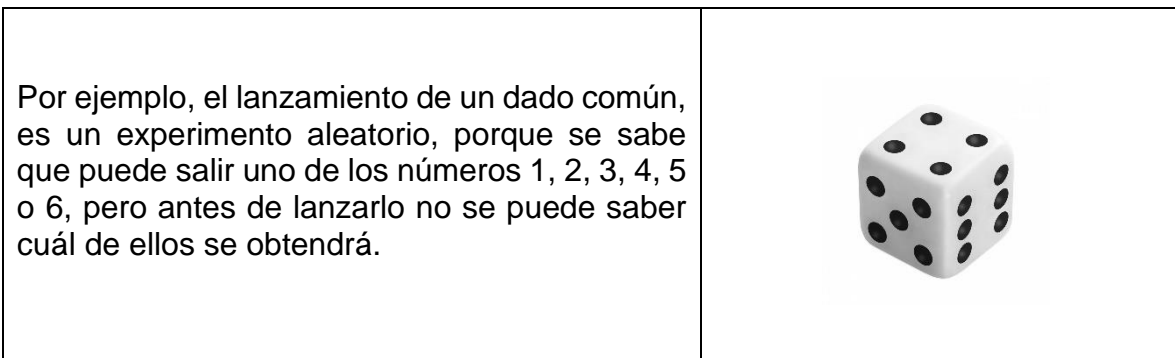 Por ejemplo, el lanzamiento de un dado común,
es un experimento aleatorio, porque se sabe
que puede salir uno de los números 1, 2, 3, 4, 5
o 6, pero antes de lanzarlo no se puede saber
cuál de ellos se obtendrá.